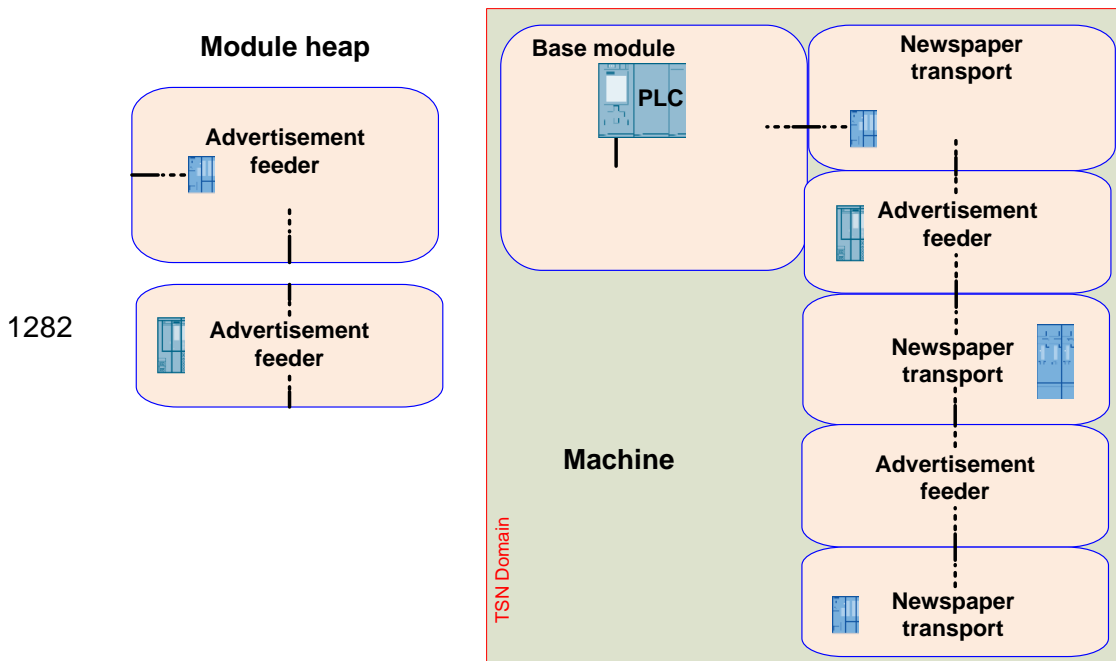 Module heap
Advertisement
feeder
1282
Advertisement
feeder
Base module
PLC
Newspaper
transport
Advertisement
feeder
Newspaper
transport
Machine
Advertisement
feeder
TSN Domain
Newspaper
transport